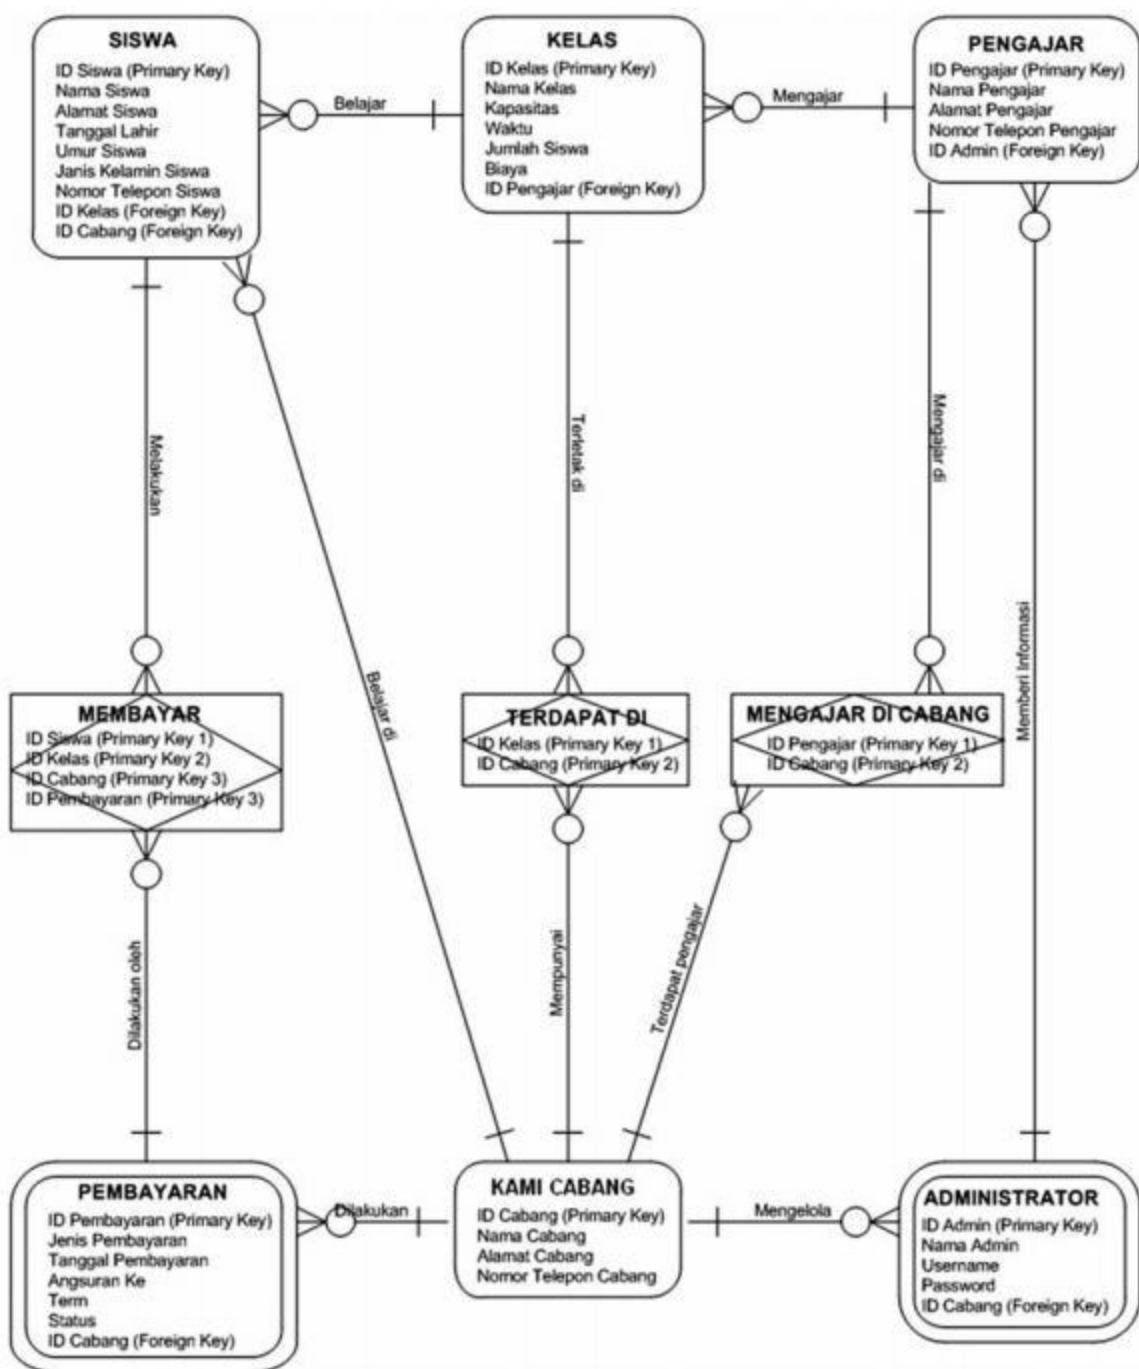 SISWA
ID Siswa (Primary Key)
Nama Siswa
Alamat Siswa
Tanggal Lahir
Umur Siswa
Janis Kelamin Siswa
Nomor Telepon Siswa
ID Kelas (Foreign Key)
ID Cabang (Foreign Key)
Belajar
KELAS
ID Kelas (Primary Key)
Nama Kelas
Kapasitas
Waktu
Jumlah Siswa
Biaya
ID Pengajar (Foreign Key)
Mengajar
PENGAJAR
ID Pengajar (Primary Key)
Nama Pengajar
Alamat Pengajar
Nomor Telepon Pengajar
ID Admin (Foreign Key)
Melakukan
Belajar di
Terletak di
Mengajar di
Memberi Informasi
MEMBAYAR
ID Siswa (Primary Key 1)
ID Kelas (Primary Key 2)
ID Cabang (Primary Key 3)
ID Pembayaran (Primary Key 3)
TERDAPAT DI
ID Kelas (Primary Key 1)
ID Cabang (Primary Key 2)
MENGAJAR DI CABANG
ID Pengajar (Primary Key 1)
ID Cabang (Primary Key 2)
Dilakukan oleh
Mempunyai
Terdapat pengajar
PEMBAYARAN
ID Pembayaran (Primary Key)
Jenis Pembayaran
Tanggal Pembayaran
Angsuran Ke
Term
Status
ID Cabang (Foreign Key)
Dilakukan
KAMI CABANG
ID Cabang (Primary Key)
Nama Cabang
Alamat Cabang
Nomor Telepon Cabang
Mengelola
ADMINISTRATOR
ID Admin (Primary Key)
Nama Admin
Username
Password
ID Cabang (Foreign Key)